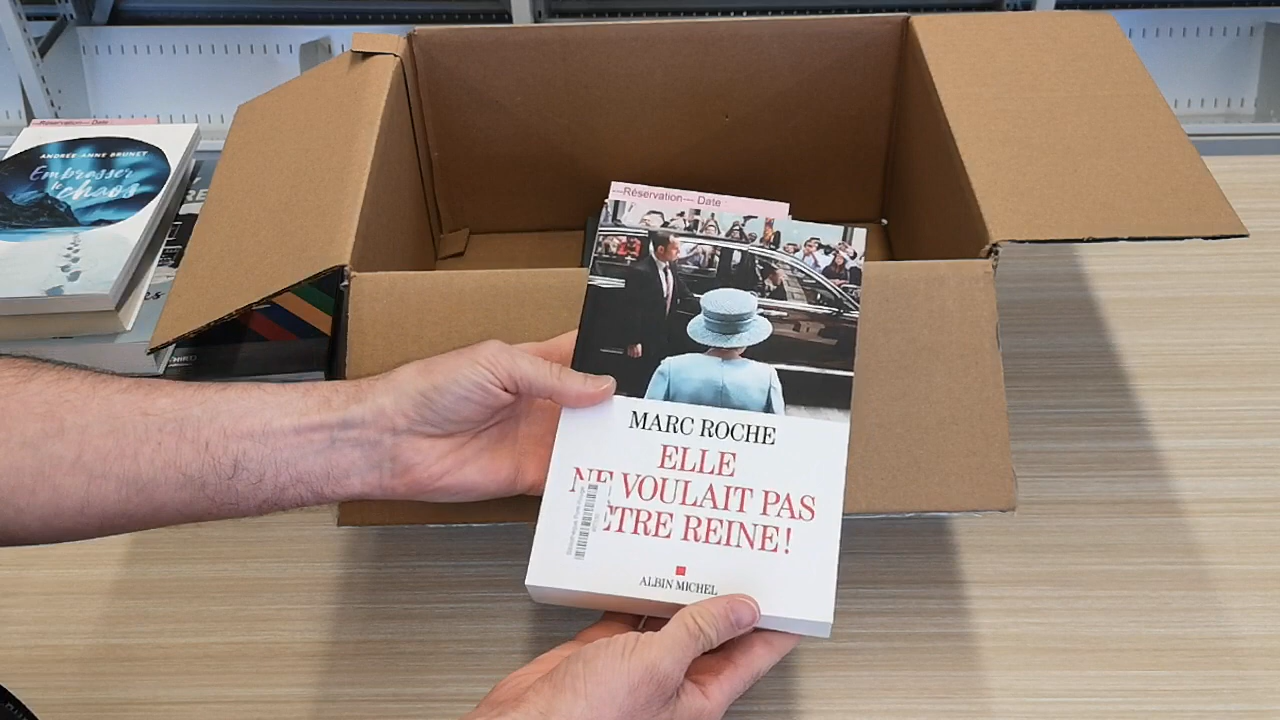 Réservation Date
ANDRÉE-ANNE BRUNET
Embrasser
le chaos
—Réservation— Date
MARC ROCHE
ELLE
NE VOULAIT PAS
ÊTRE REINE !
ALBIN MICHEL